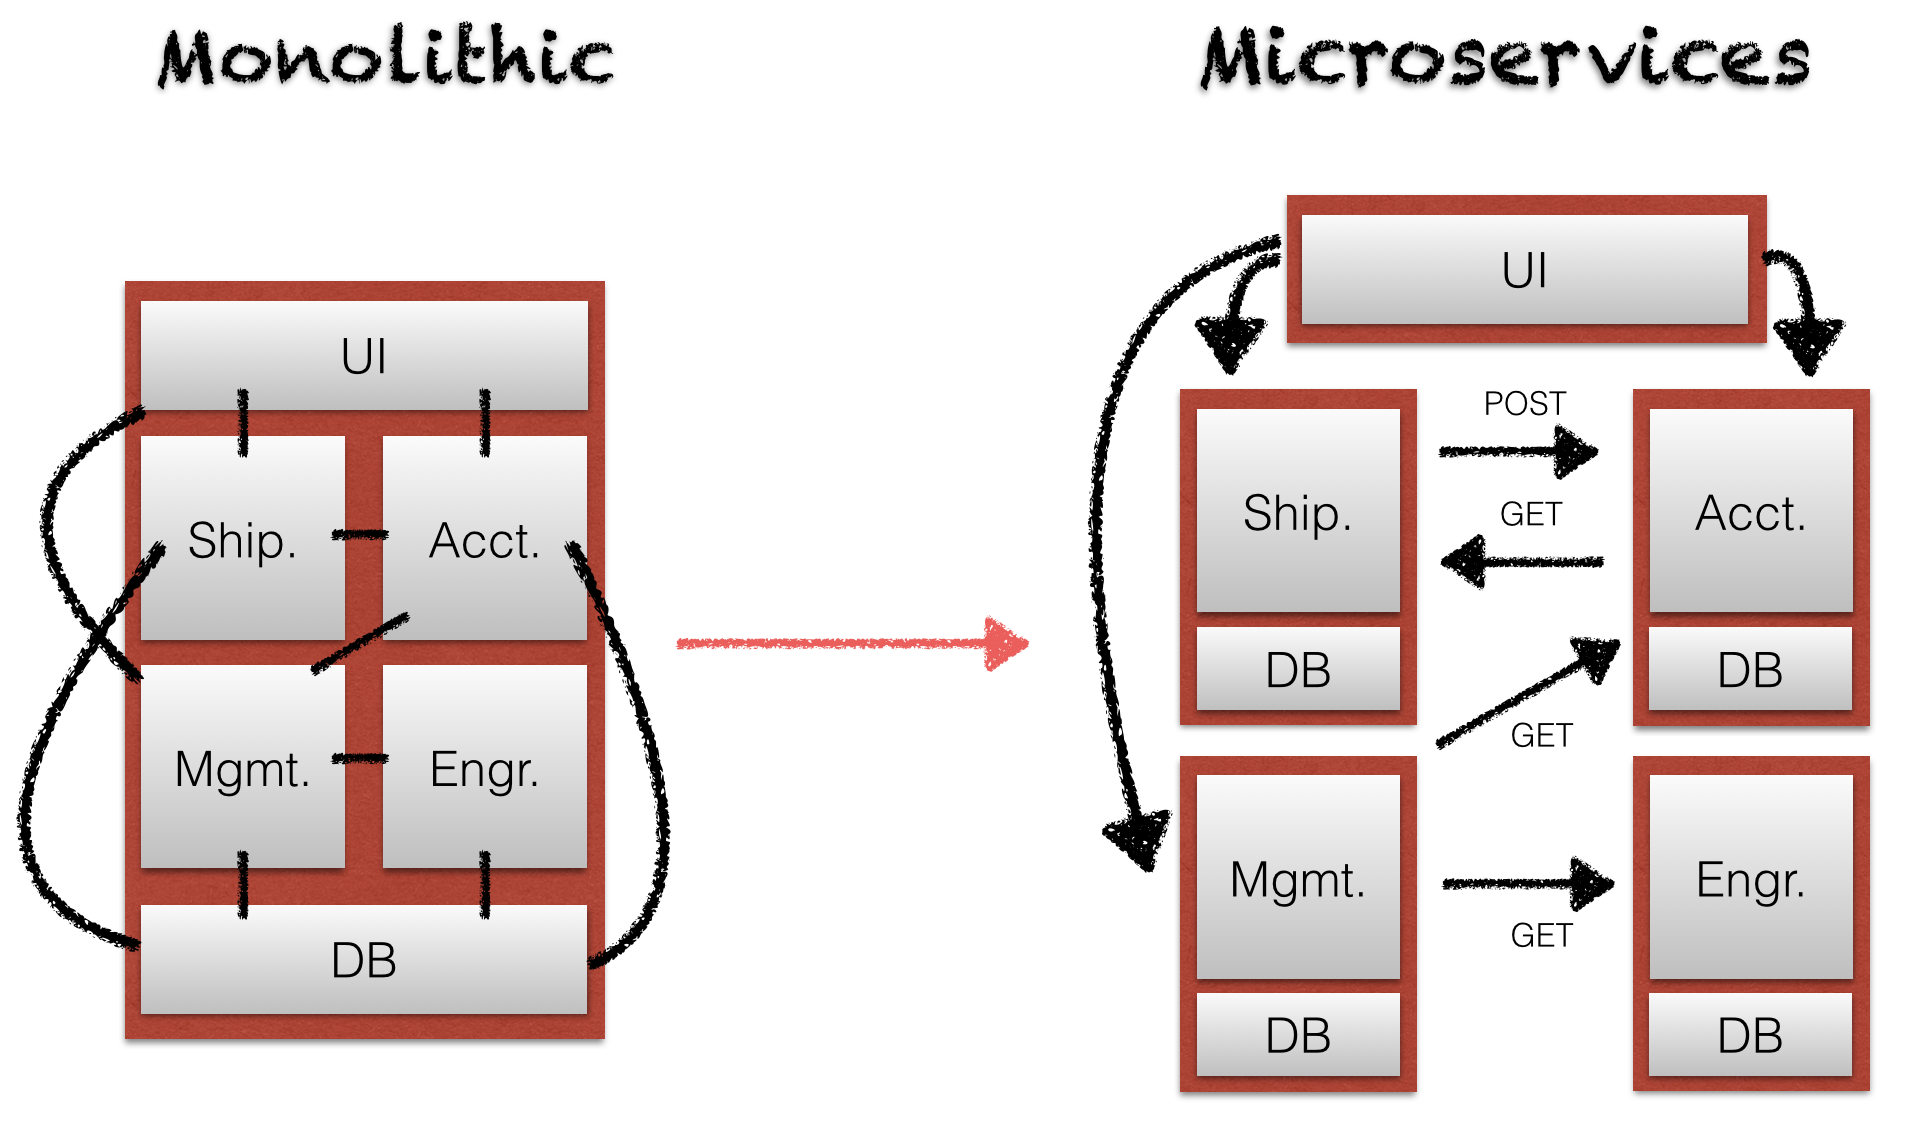 Monolithic
UI
Ship.
Acct.
Mgmt.
Engr.
DB
Microservices
UI
Ship.
DB
POST
GET
Acct.
DB
GET
Mgmt.
DB
GET
Engr.
DB